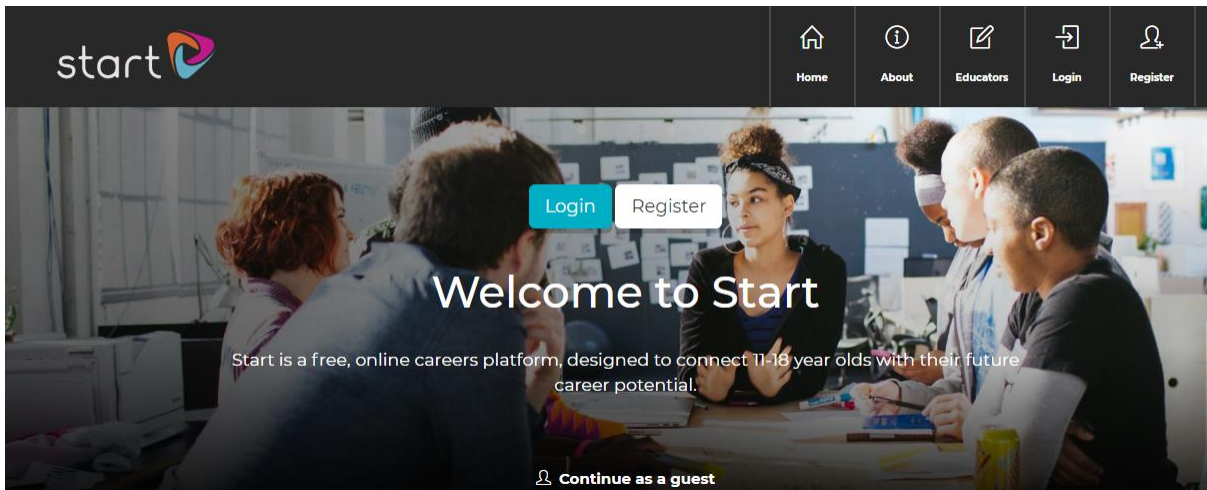 start
Home
About
Educators
Login
Register
Login
Register
Welcome to Start
Start is a free, online careers platform, designed to connect 11-18 year olds with their future
career potential.
Continue as a guest